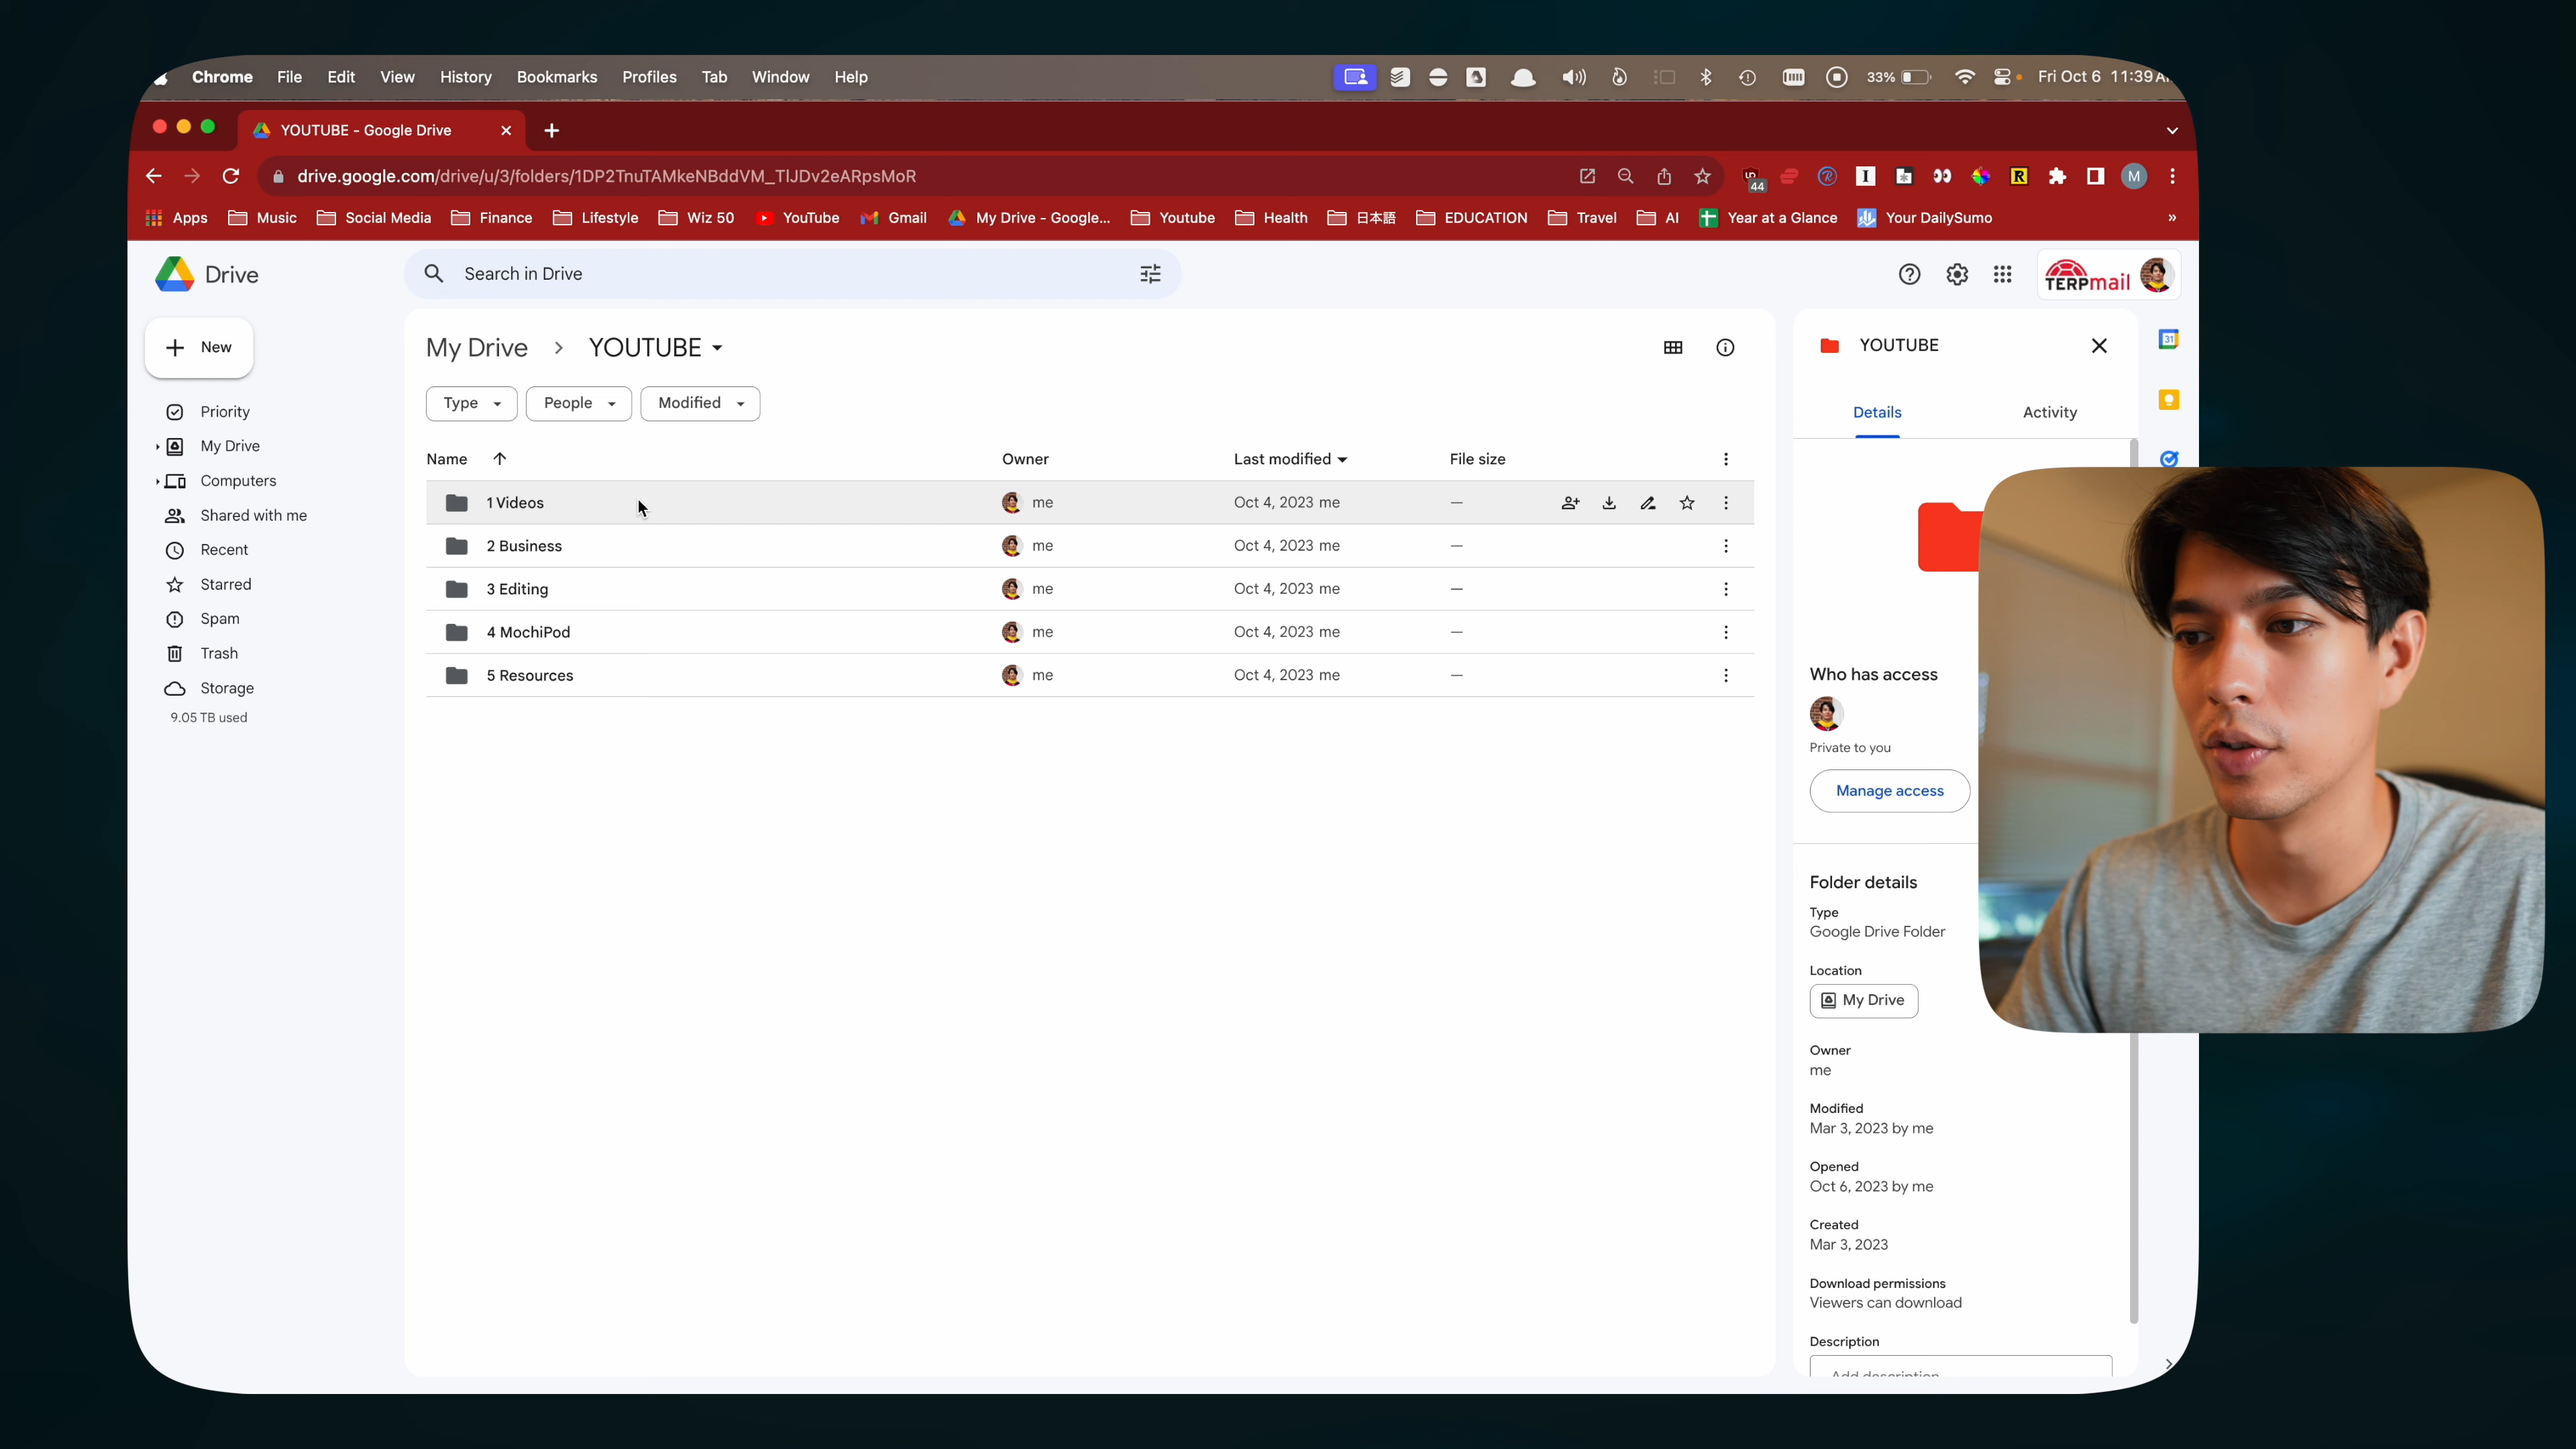 Chrome File Edit View History Bookmarks Profiles Tab Window Help 33% Fri Oct 6 11:39
YOUTUBE - Google Drive
drive.google.com/drive/u/3/folders/1DP2TnuTAMkeNBddVM_TIJDv2eARpsMoR 44 M
Apps Music Social Media Finance Lifestyle Wiz 50 YouTube Gmail My Drive - Google... Youtube Health 日本語 EDUCATION Travel AI Year at a Glance Your DailySumo »
Drive
Search in Drive
TERPmail
New
Priority
My Drive
Computers
Shared with me
Recent
Starred
Spam
Trash
Storage
9.05 TB used
My Drive > YOUTUBE
Type People Modified
Name Owner Last modified File size
1 Videos me Oct 4, 2023 me —
2 Business me Oct 4, 2023 me —
3 Editing me Oct 4, 2023 me —
4 MochiPod me Oct 4, 2023 me —
5 Resources me Oct 4, 2023 me —
YOUTUBE
31
Details Activity
Who has access
Private to you
Manage access
Folder details
Type
Google Drive Folder
Location
My Drive
Owner
me
Modified
Mar 3, 2023 by me
Opened
Oct 6, 2023 by me
Created
Mar 3, 2023
Download permissions
Viewers can download
Description
Add description